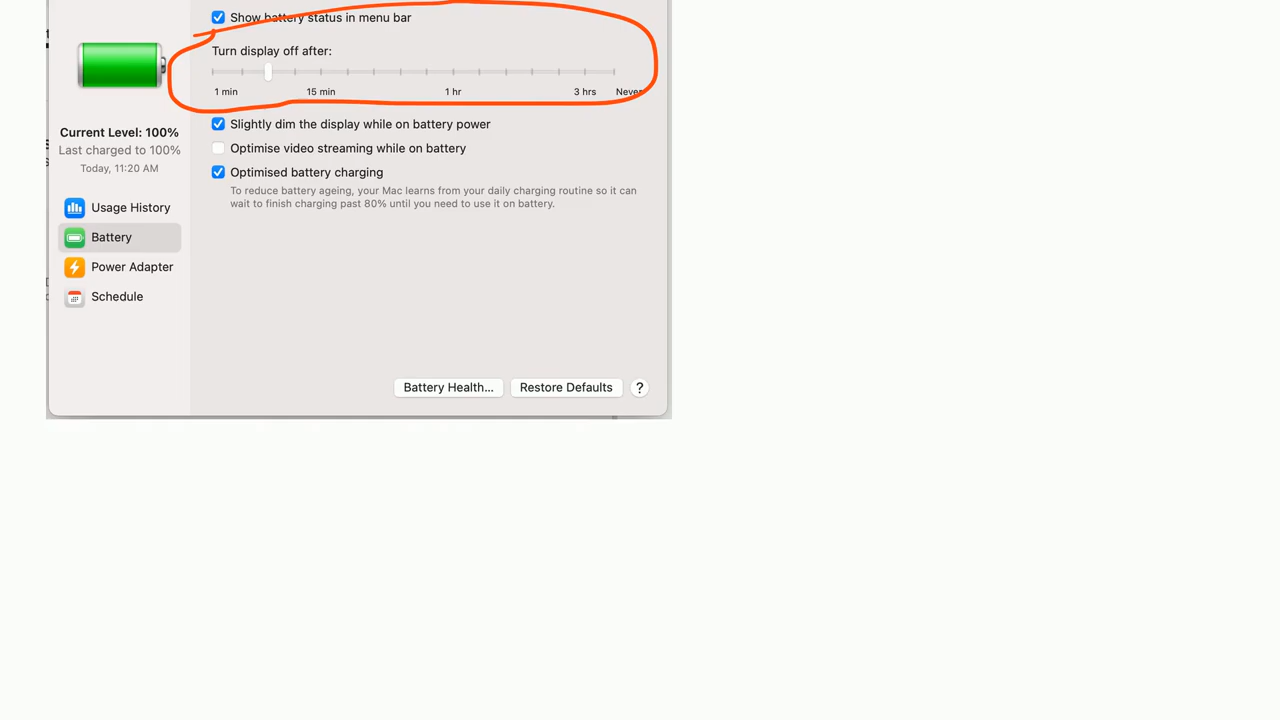 Show battery status in menu bar
Turn display off after:
1 min 15 min 1 hr 3 hrs Never
Current Level: 100%
Last charged to 100%
Today, 11:20 AM
Usage History
Battery
Power Adapter
Schedule
Slightly dim the display while on battery power
Optimise video streaming while on battery
Optimised battery charging
To reduce battery ageing, your Mac learns from your daily charging routine so it can
wait to finish charging past 80% until you need to use it on battery.
Battery Health...
Restore Defaults
?